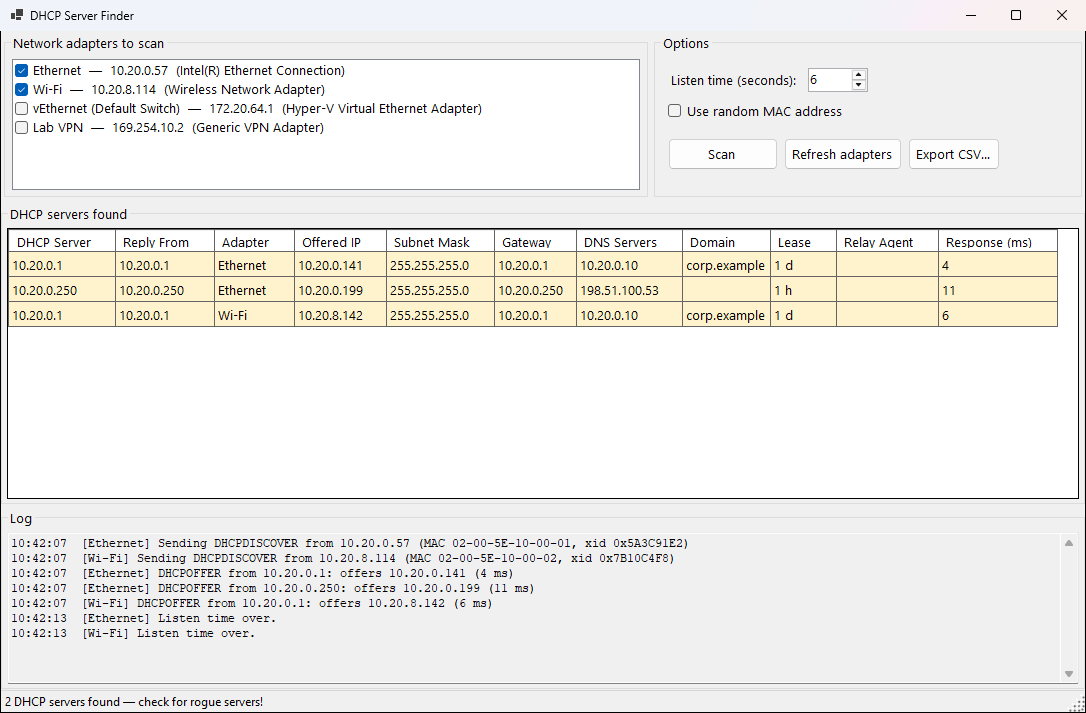 DHCP Server Finder
Network adapters to scan
Ethernet — 10.20.0.57 (Intel(R) Ethernet Connection)
Wi-Fi — 10.20.8.114 (Wireless Network Adapter)
vEthernet (Default Switch) — 172.20.64.1 (Hyper-V Virtual Ethernet Adapter)
Lab VPN — 169.254.10.2 (Generic VPN Adapter)
Options
Listen time (seconds): 6
Use random MAC address
Scan Refresh adapters Export CSV...
DHCP servers found
DHCP Server Reply From Adapter Offered IP Subnet Mask Gateway DNS Servers Domain Lease Relay Agent Response (ms)
10.20.0.1 10.20.0.1 Ethernet 10.20.0.141 255.255.255.0 10.20.0.1 10.20.0.10 corp.example 1 d 4
10.20.0.250 10.20.0.250 Ethernet 10.20.0.199 255.255.255.0 10.20.0.250 198.51.100.53 1 h 11
10.20.0.1 10.20.0.1 Wi-Fi 10.20.8.142 255.255.255.0 10.20.0.1 10.20.0.10 corp.example 1 d 6
Log
10:42:07 [Ethernet] Sending DHCPDISCOVER from 10.20.0.57 (MAC 02-00-5E-10-00-01, xid 0x5A3C91E2)
10:42:07 [Wi-Fi] Sending DHCPDISCOVER from 10.20.8.114 (MAC 02-00-5E-10-00-02, xid 0x7B10C4F8)
10:42:07 [Ethernet] DHCPOFFER from 10.20.0.1: offers 10.20.0.141 (4 ms)
10:42:07 [Ethernet] DHCPOFFER from 10.20.0.250: offers 10.20.0.199 (11 ms)
10:42:07 [Wi-Fi] DHCPOFFER from 10.20.0.1: offers 10.20.8.142 (6 ms)
10:42:13 [Ethernet] Listen time over.
10:42:13 [Wi-Fi] Listen time over.
2 DHCP servers found — check for rogue servers!